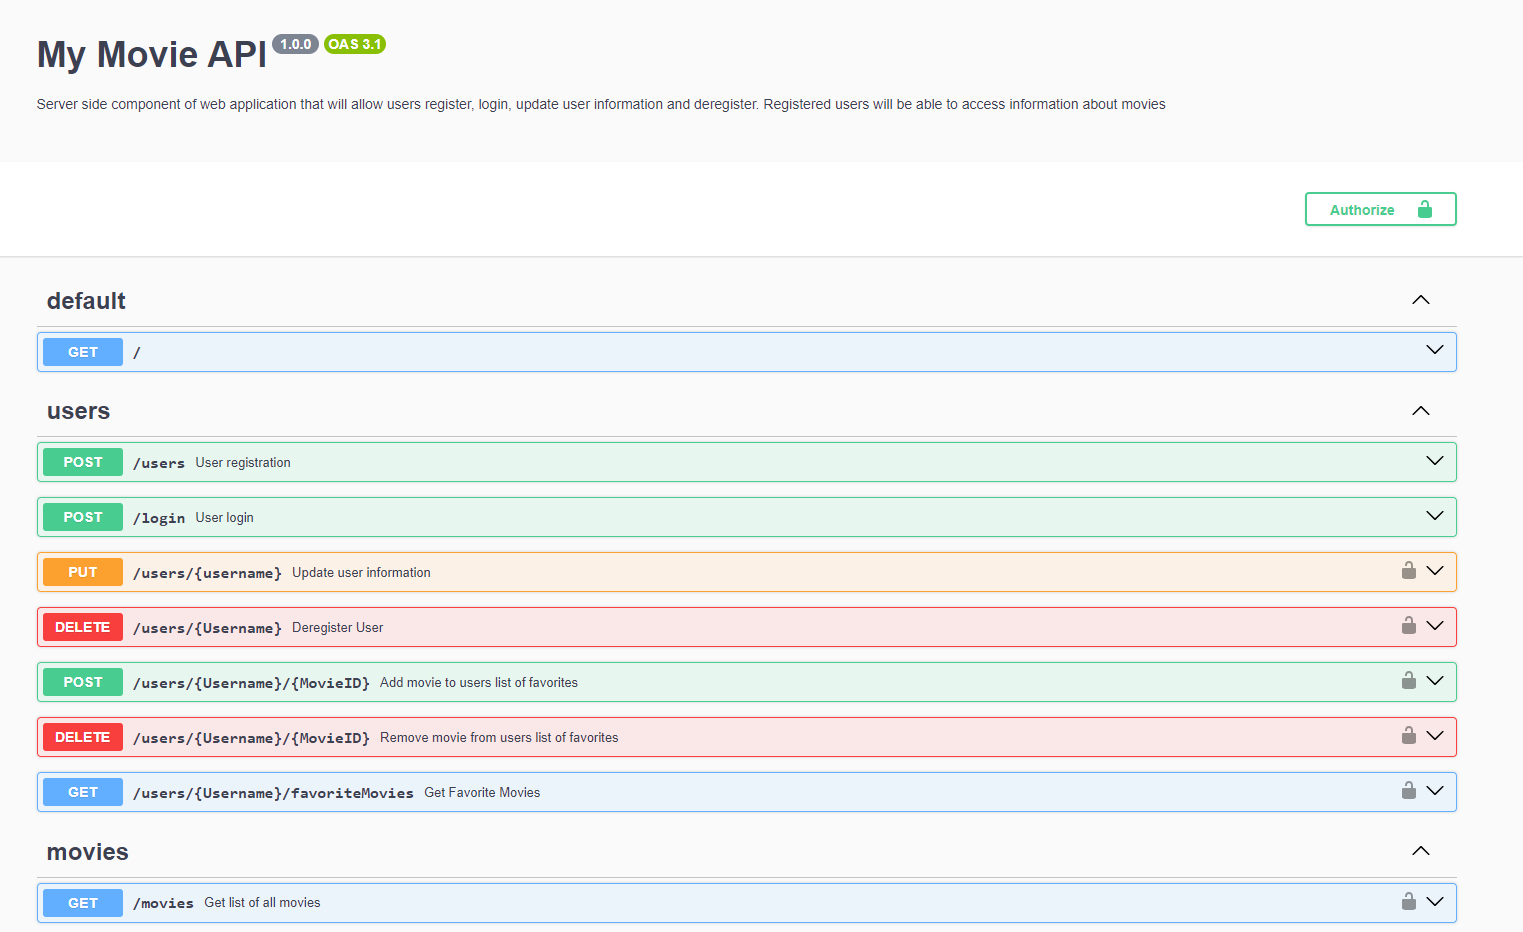 My Movie API 1.0.0 OAS 3.1
Server side component of web application that will allow users register, login, update user information and deregister. Registered users will be able to access information about movies
Authorize
default
GET /
users
POST /users User registration
POST /login User login
PUT /users/{username} Update user information
DELETE /users/{Username} Deregister User
POST /users/{Username}/{MovieID} Add movie to users list of favorites
DELETE /users/{Username}/{MovieID} Remove movie from users list of favorites
GET /users/{Username}/favoriteMovies Get Favorite Movies
movies
GET /movies Get list of all movies